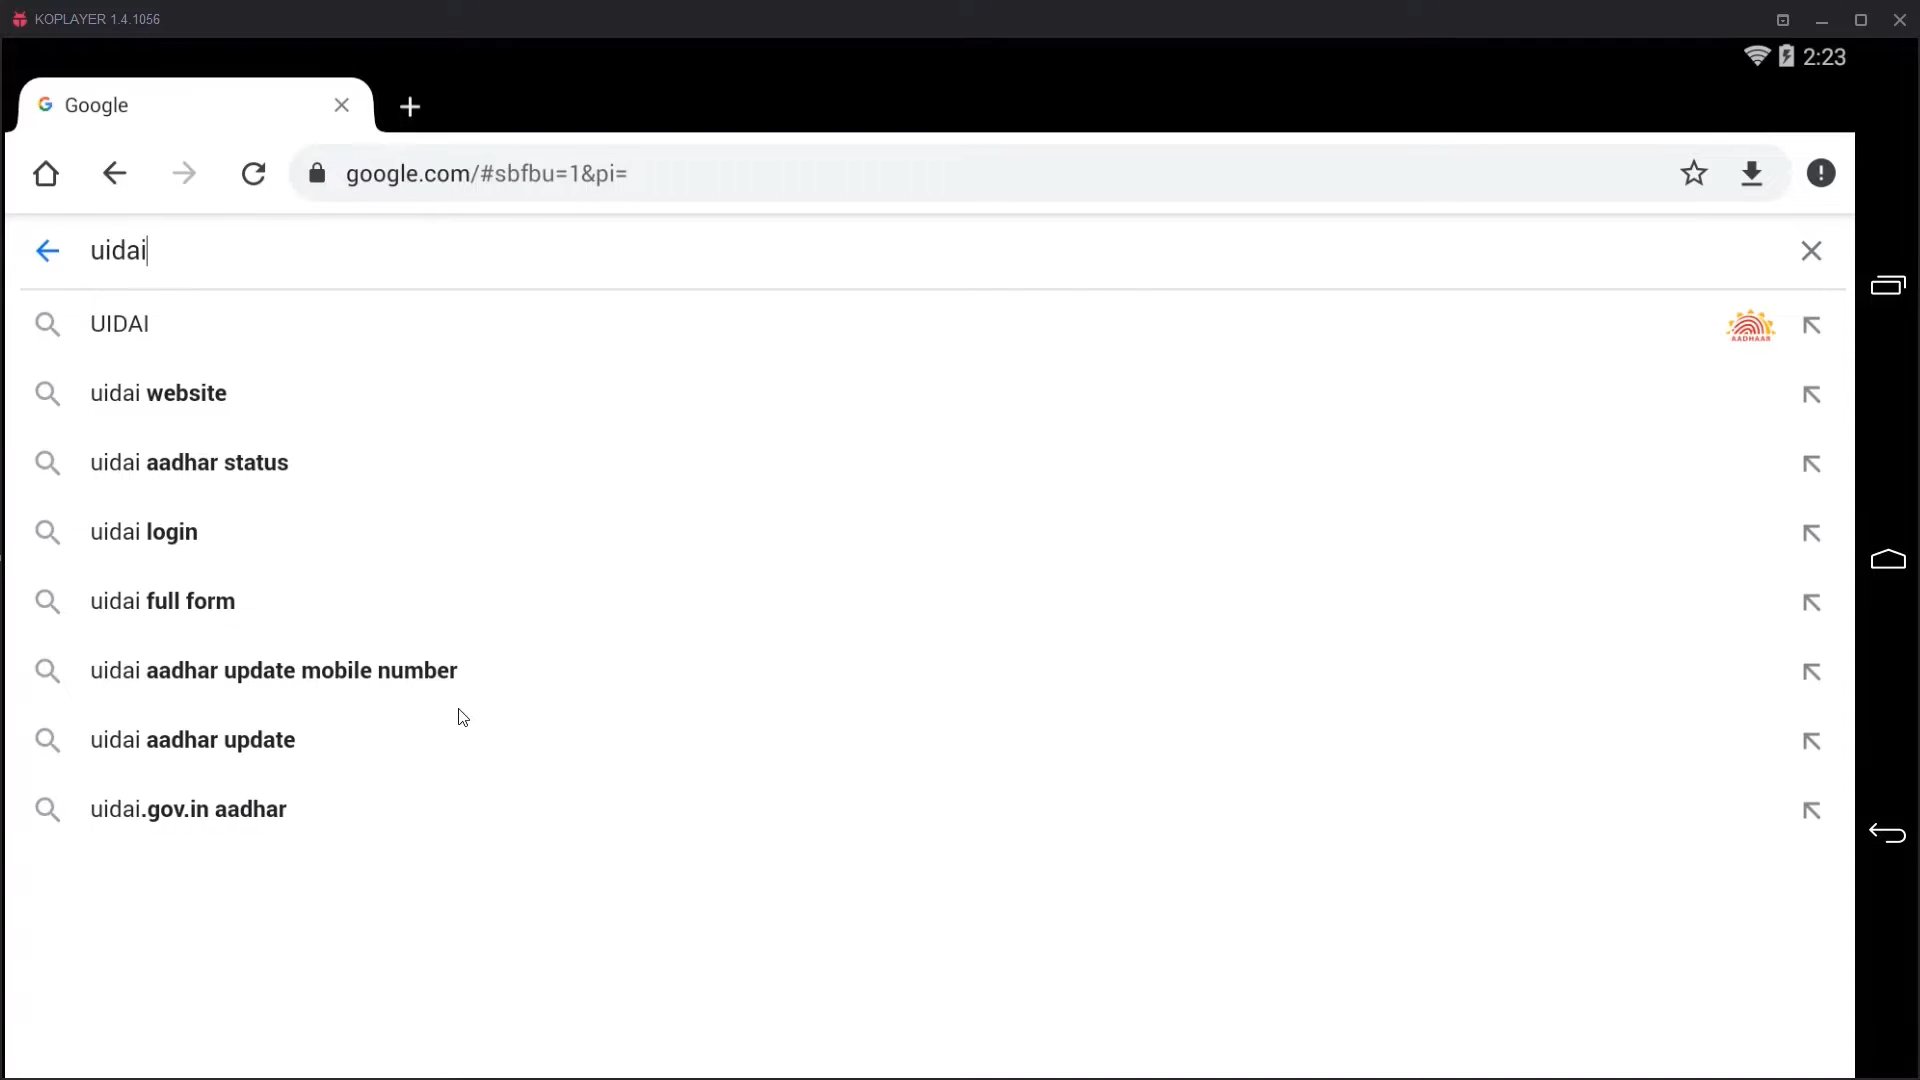 KOPLAYER 1.4.1056
2:23
Google
google.com/#sbfbu=1&pi=
uidai
UIDAI
AADHAAR
uidai website
uidai aadhar status
uidai login
uidai full form
uidai aadhar update mobile number
uidai aadhar update
uidai.gov.in aadhar